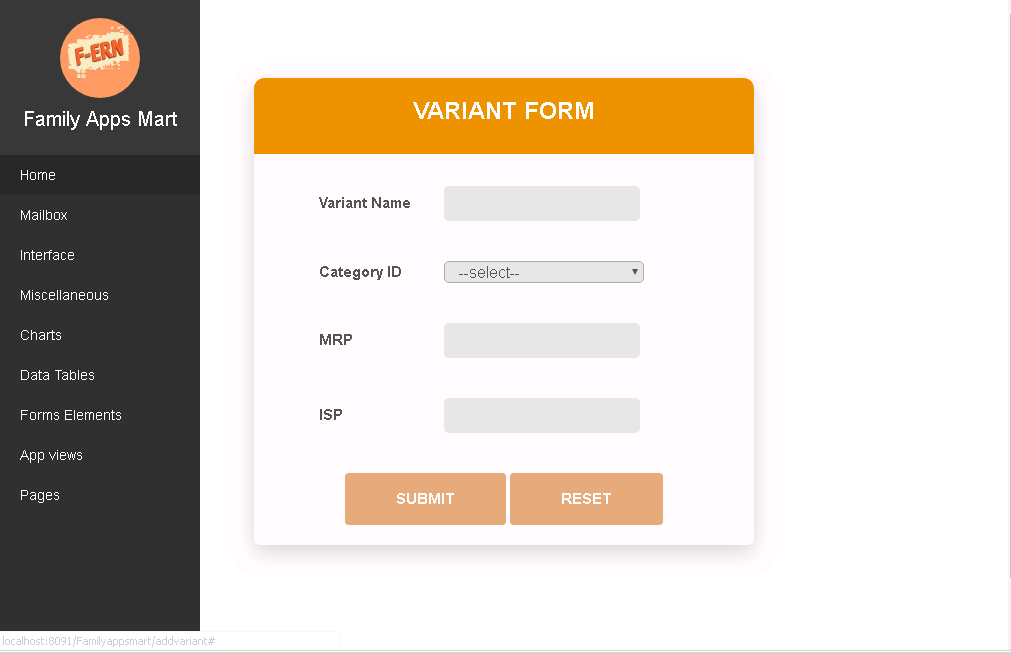 F-ERN
Family Apps Mart
Home
Mailbox
Interface
Miscellaneous
Charts
Data Tables
Forms Elements
App views
Pages
VARIANT FORM
Variant Name
Category ID
--select--
MRP
ISP
SUBMIT RESET
localhost:8091/Familyappsmart/addvariant#